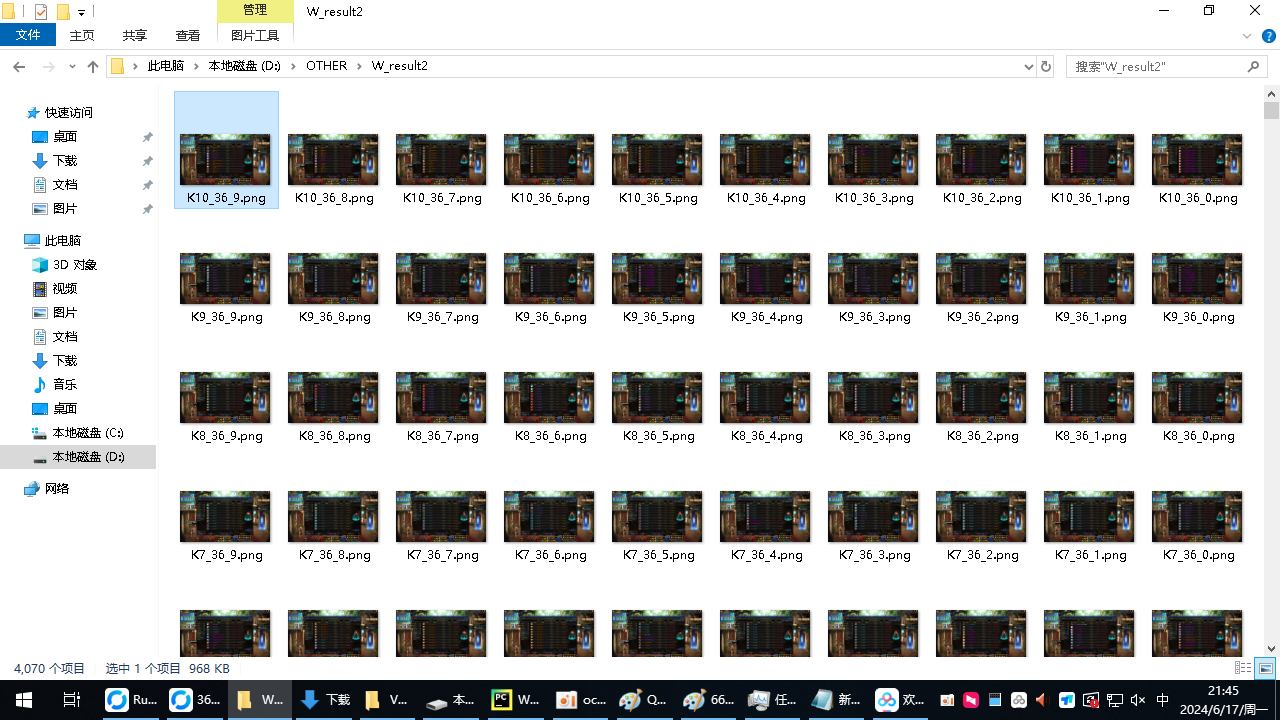 管理
W_result2
文件
主页
共享
查看
图片工具
此电脑
本地磁盘 (D:)
OTHER
W_result2
搜索"W_result2"
快速访问
桌面
下载
文档
图片
此电脑
3D 对象
视频
图片
文档
下载
音乐
桌面
本地磁盘 (C:)
本地磁盘 (D:)
网络
K10_36_9.png
K10_36_8.png
K10_36_7.png
K10_36_6.png
K10_36_5.png
K10_36_4.png
K10_36_3.png
K10_36_2.png
K10_36_1.png
K10_36_0.png
K9_36_9.png
K9_36_8.png
K9_36_7.png
K9_36_6.png
K9_36_5.png
K9_36_4.png
K9_36_3.png
K9_36_2.png
K9_36_1.png
K9_36_0.png
K8_36_9.png
K8_36_8.png
K8_36_7.png
K8_36_6.png
K8_36_5.png
K8_36_4.png
K8_36_3.png
K8_36_2.png
K8_36_1.png
K8_36_0.png
K7_36_9.png
K7_36_8.png
K7_36_7.png
K7_36_6.png
K7_36_5.png
K7_36_4.png
K7_36_3.png
K7_36_2.png
K7_36_1.png
K7_36_0.png
4,070 个项目
选中 1 个项目 968 KB
Ru...
36...
W...
下载
V...
本...
W...
oc...
Q...
66...
任...
新...
欢...
中
21:45
2024/6/17/周一